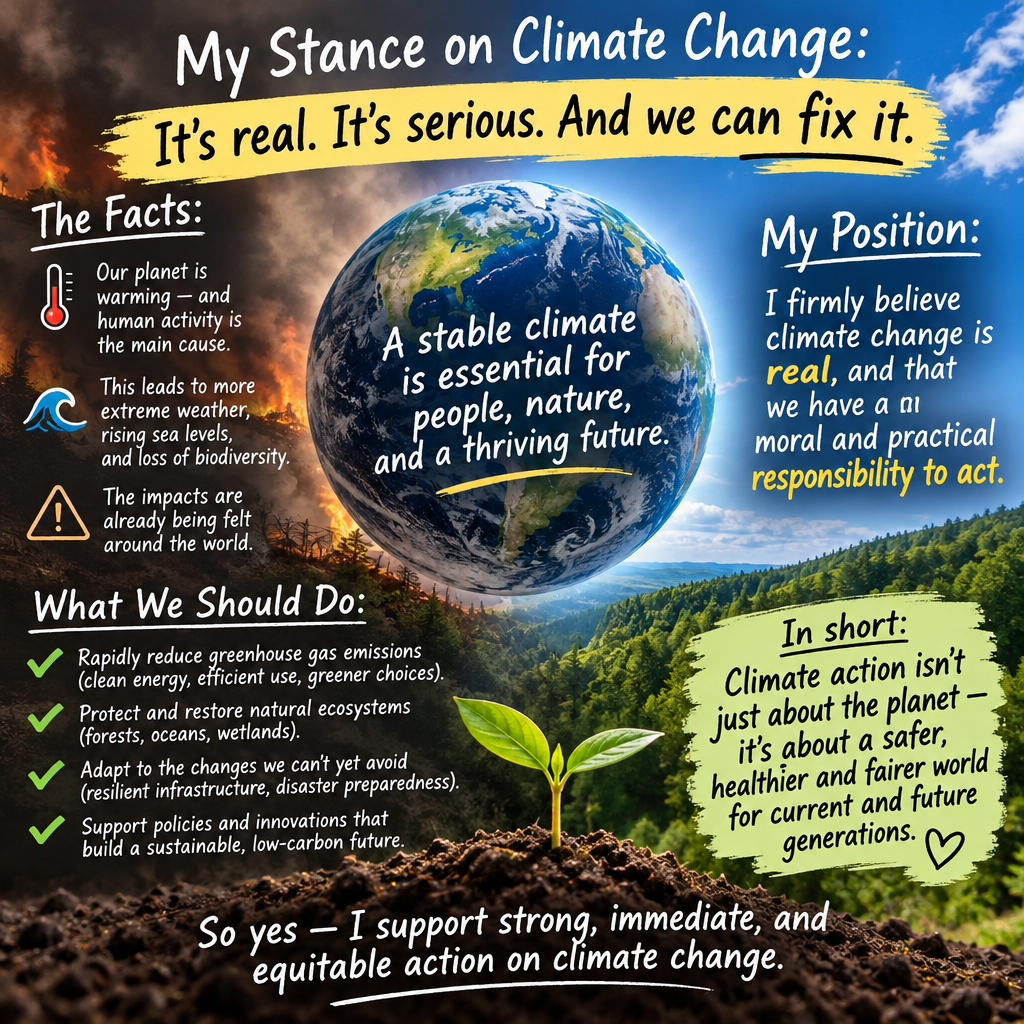 My Stance on Climate Change:
It's real. It's serious. And we can fix it.
The Facts:
Our planet is
warming — and
human activity is
the main cause.
This leads to more
extreme weather,
rising sea levels,
and loss of biodiversity.
The impacts are
already being felt
around the world.
A stable climate
is essential for
people, nature,
and a thriving future.
My Position:
I firmly believe
climate change is
real, and that
we have a
moral and practical
responsibility to act.
What We Should Do:
Rapidly reduce greenhouse gas emissions
(clean energy, efficient use, greener choices).
Protect and restore natural ecosystems
(forests, oceans, wetlands).
Adapt to the changes we can't yet avoid
(resilient infrastructure, disaster preparedness).
Support policies and innovations that
build a sustainable, low-carbon future.
In short:
Climate action isn't
just about the planet —
it's about a safer,
healthier and fairer world
for current and future
generations.
So yes — I support strong, immediate, and
equitable action on climate change.